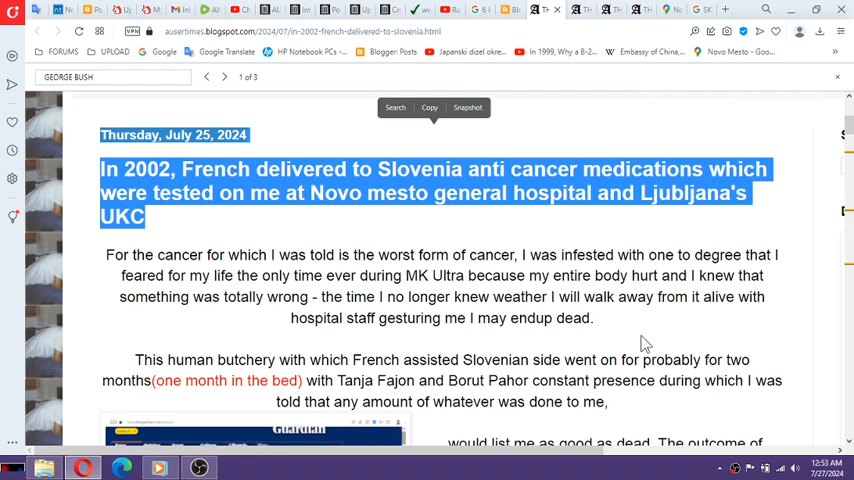 ausertimes.blogspot.com/2024/07/in-2002-french-delivered-to-slovenia.html
VPN
FORUMS
UPLOAD
Google
Google Translate
HP Notebook PCs -...
Blogger: Posts
Japanski dizel okre...
In 1999, Why a B-2...
Embassy of China,...
Novo Mesto - Goo...
GEORGE BUSH
1 of 3
Search
Copy
Snapshot
Thursday, July 25, 2024
In 2002, French delivered to Slovenia anti cancer medications which
were tested on me at Novo mesto general hospital and Ljubljana's
UKC
For the cancer for which I was told is the worst form of cancer, I was infested with one to degree that I
feared for my life the only time ever during MK Ultra because my entire body hurt and I knew that
something was totally wrong - the time I no longer knew weather I will walk away from it alive with
hospital staff gesturing me I may endup dead.
This human butchery with which French assisted Slovenian side went on for probably for two
months(one month in the bed) with Tanja Fajon and Borut Pahor constant presence during which I was
told that any amount of whatever was done to me,
would list me as good as dead. The outcome of
Guardian
12:53 AM
7/27/2024